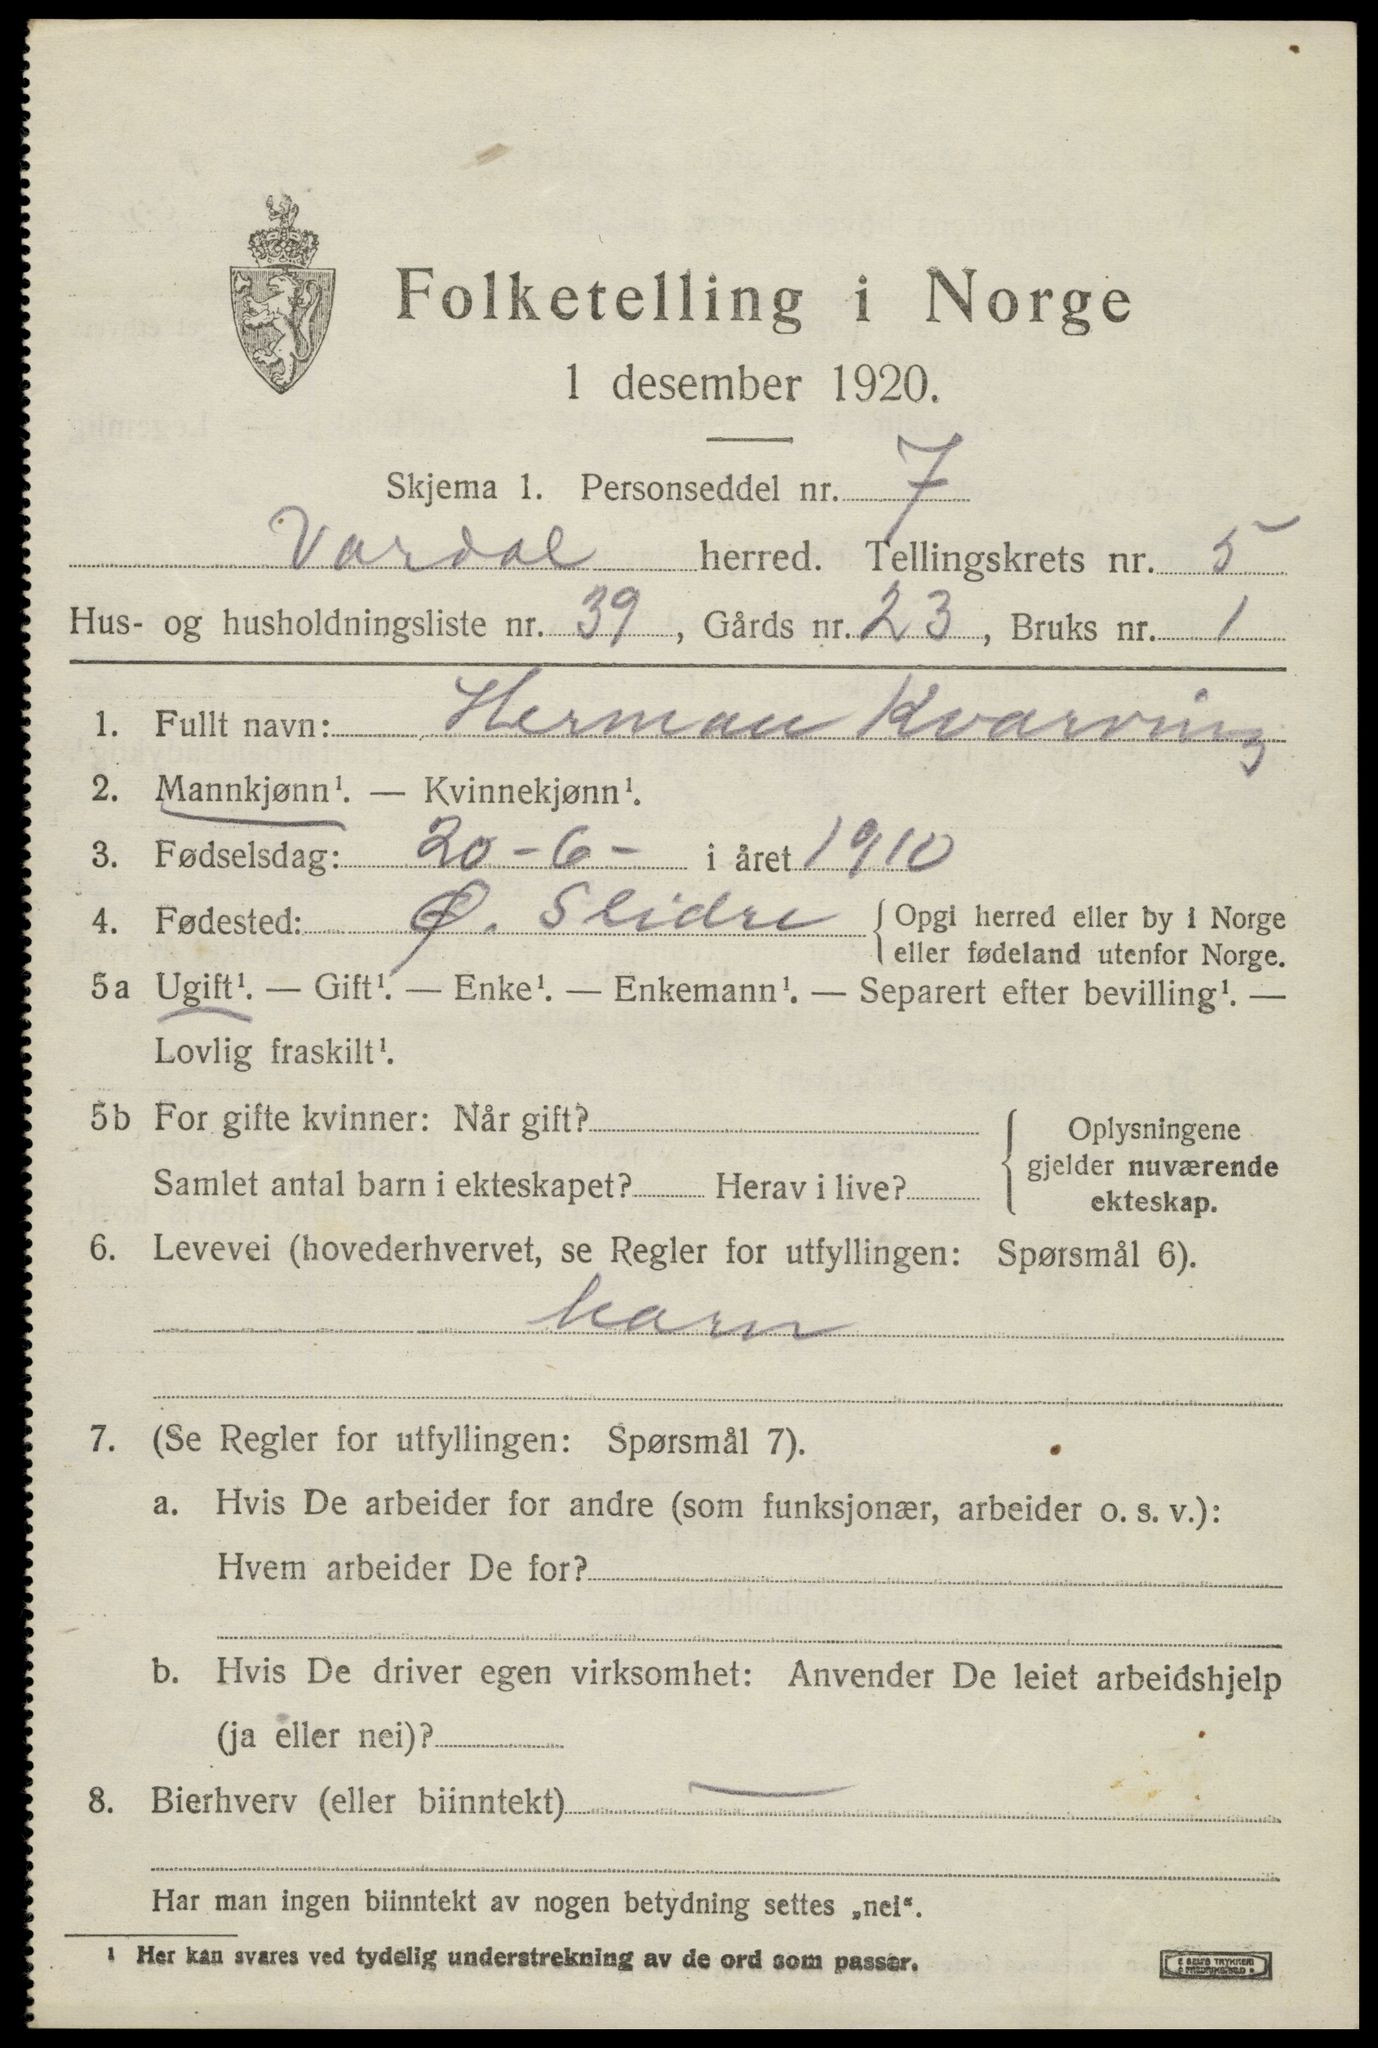 Folketelling i Norge
1 desember 1920.
Skjema 1. Personseddel nr. 7
Vardal herred. Tellingskrets nr. 5
Hus- og husholdningsliste nr. 39, Gårds nr. 23, Bruks nr. 1
1. Fullt navn: Herman Kvarving
2. Mannkjønn¹. — Kvinnekjønn¹.
3. Fødselsdag: 20-6- i året 1910
4. Fødested: Ø. Slidre { Opgi herred eller by i Norge
eller fødeland utenfor Norge.
5a Ugift¹. — Gift¹. — Enke¹. — Enkemann¹. — Separert efter bevilling¹. —
Lovlig fraskilt¹.
5b For gifte kvinner: Når gift?
Samlet antal barn i ekteskapet? Herav i live?
Oplysningene
gjelder nuværende
ekteskap.
6. Levevei (hovederhvervet, se Regler for utfyllingen: Spørsmål 6).
barn
7. (Se Regler for utfyllingen: Spørsmål 7).
a. Hvis De arbeider for andre (som funksjonær, arbeider o. s. v.):
Hvem arbeider De for?
b. Hvis De driver egen virksomhet: Anvender De leiet arbeidshjelp
(ja eller nei)?
8. Bierhverv (eller biinntekt) —
Har man ingen biinntekt av nogen betydning settes „nei“.
1 Her kan svares ved tydelig understrekning av de ord som passer.